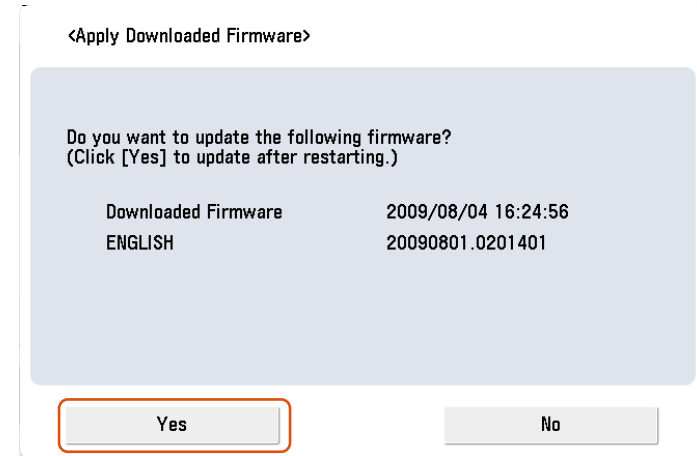 <Apply Downloaded Firmware>
Do you want to update the following firmware?
(Click [Yes] to update after restarting.)
Downloaded Firmware 2009/08/04 16:24:56
ENGLISH 20090801.0201401
Yes No